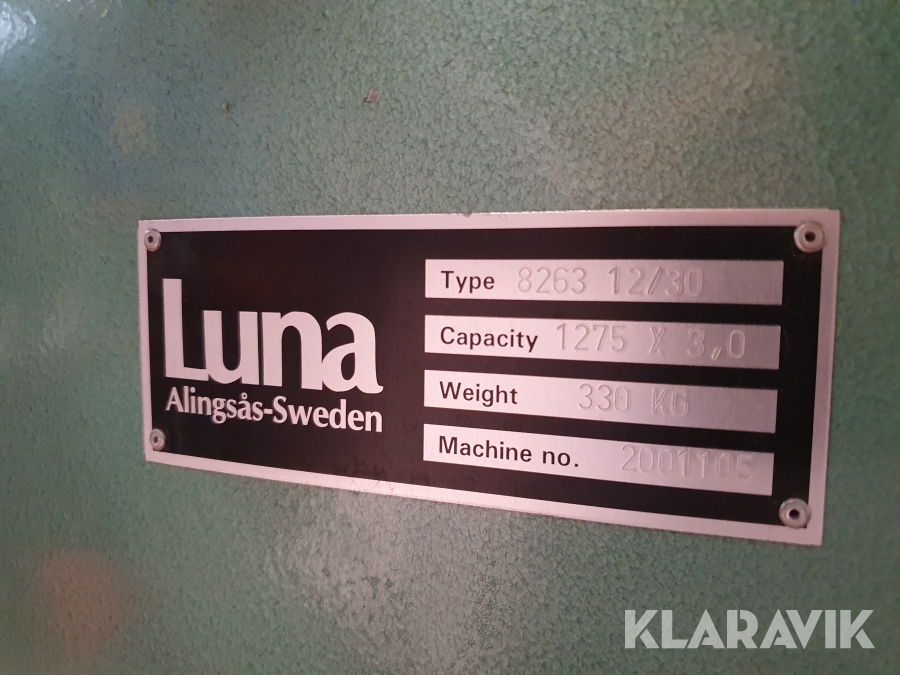 Luna
Alingsås-Sweden
Type 8263 12/30
Capacity 1275 X 3,0
Weight 330 KG
Machine no. 2001105
KLARAVIK